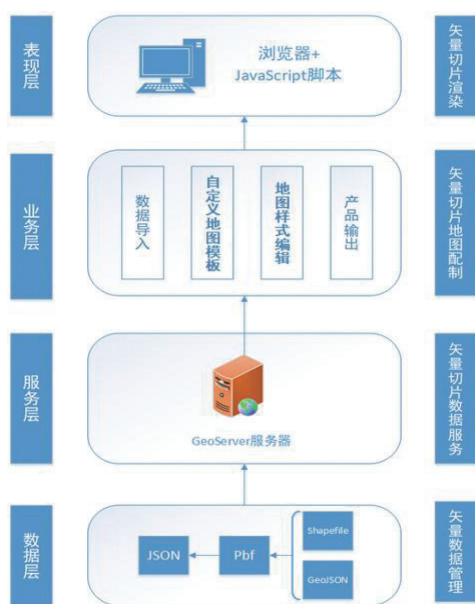 表现层
浏览器+
JavaScript脚本
矢量切片渲染
业务层
数据导入
自定义地图模板
地图样式编辑
产品输出
矢量切片地图配制
服务层
GeoServer服务器
矢量切片数据服务
数据层
JSON
Pbf
Shapefile
GeoJSON
矢量数据管理